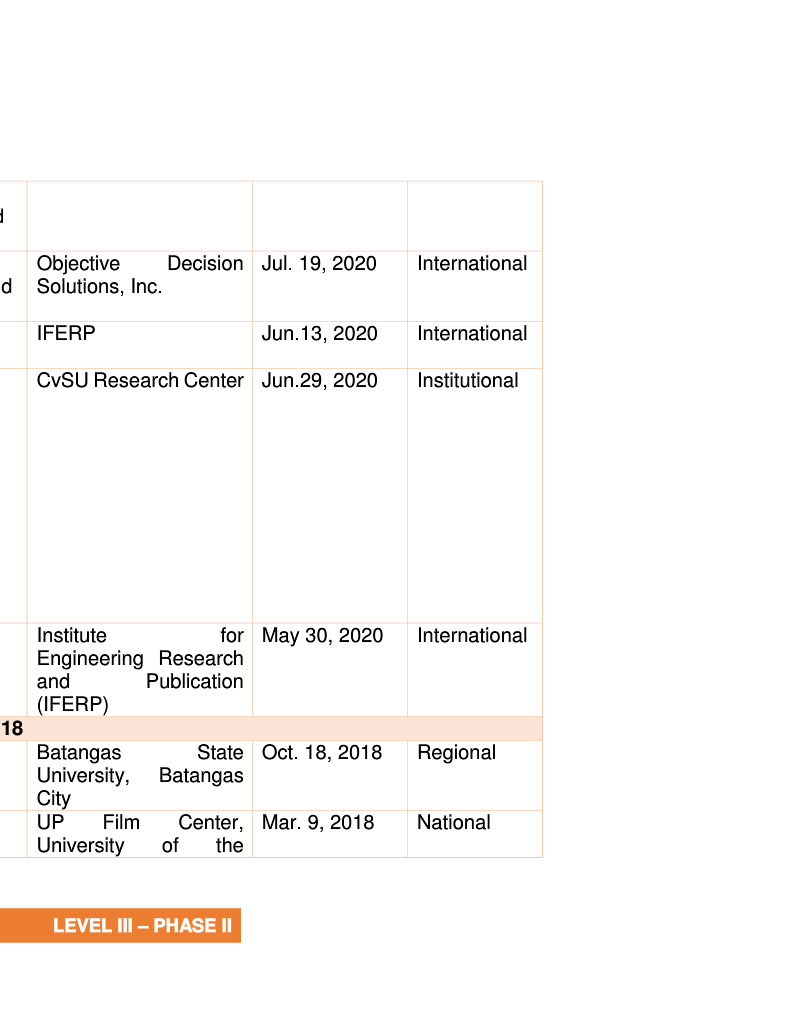 d
Objective Decision Jul. 19, 2020 International
d Solutions, Inc.
IFERP Jun.13, 2020 International
CvSU Research Center Jun.29, 2020 Institutional
Institute for May 30, 2020 International
Engineering Research
and Publication
(IFERP)
18
Batangas State Oct. 18, 2018 Regional
University, Batangas
City
UP Film Center, Mar. 9, 2018 National
University of the
LEVEL III – PHASE II